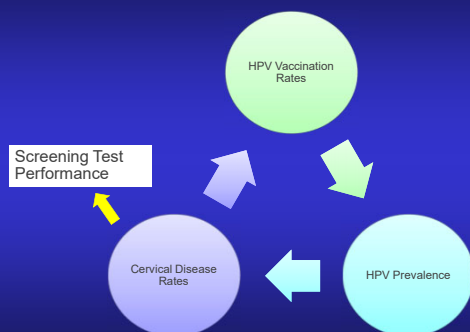 HPV Vaccination
Rates
Screening Test
Performance
Cervical Disease
Rates
HPV Prevalence